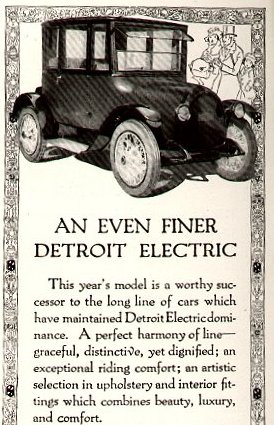 AN EVEN FINER
DETROIT ELECTRIC
This year's model is a worthy suc-
cessor to the long line of cars which
have maintained Detroit Electric domi-
nance. A perfect harmony of line—
graceful, distinctive, yet dignified; an
exceptional riding comfort; an artistic
selection in upholstery and interior fit-
tings which combines beauty, luxury,
and comfort.